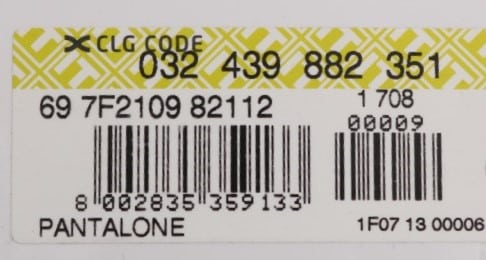 CLG CODE
032 439 882 351
69 7F2109 82112
1 708
00009
8 002835 359133
PANTALONE
1F07 13 00006